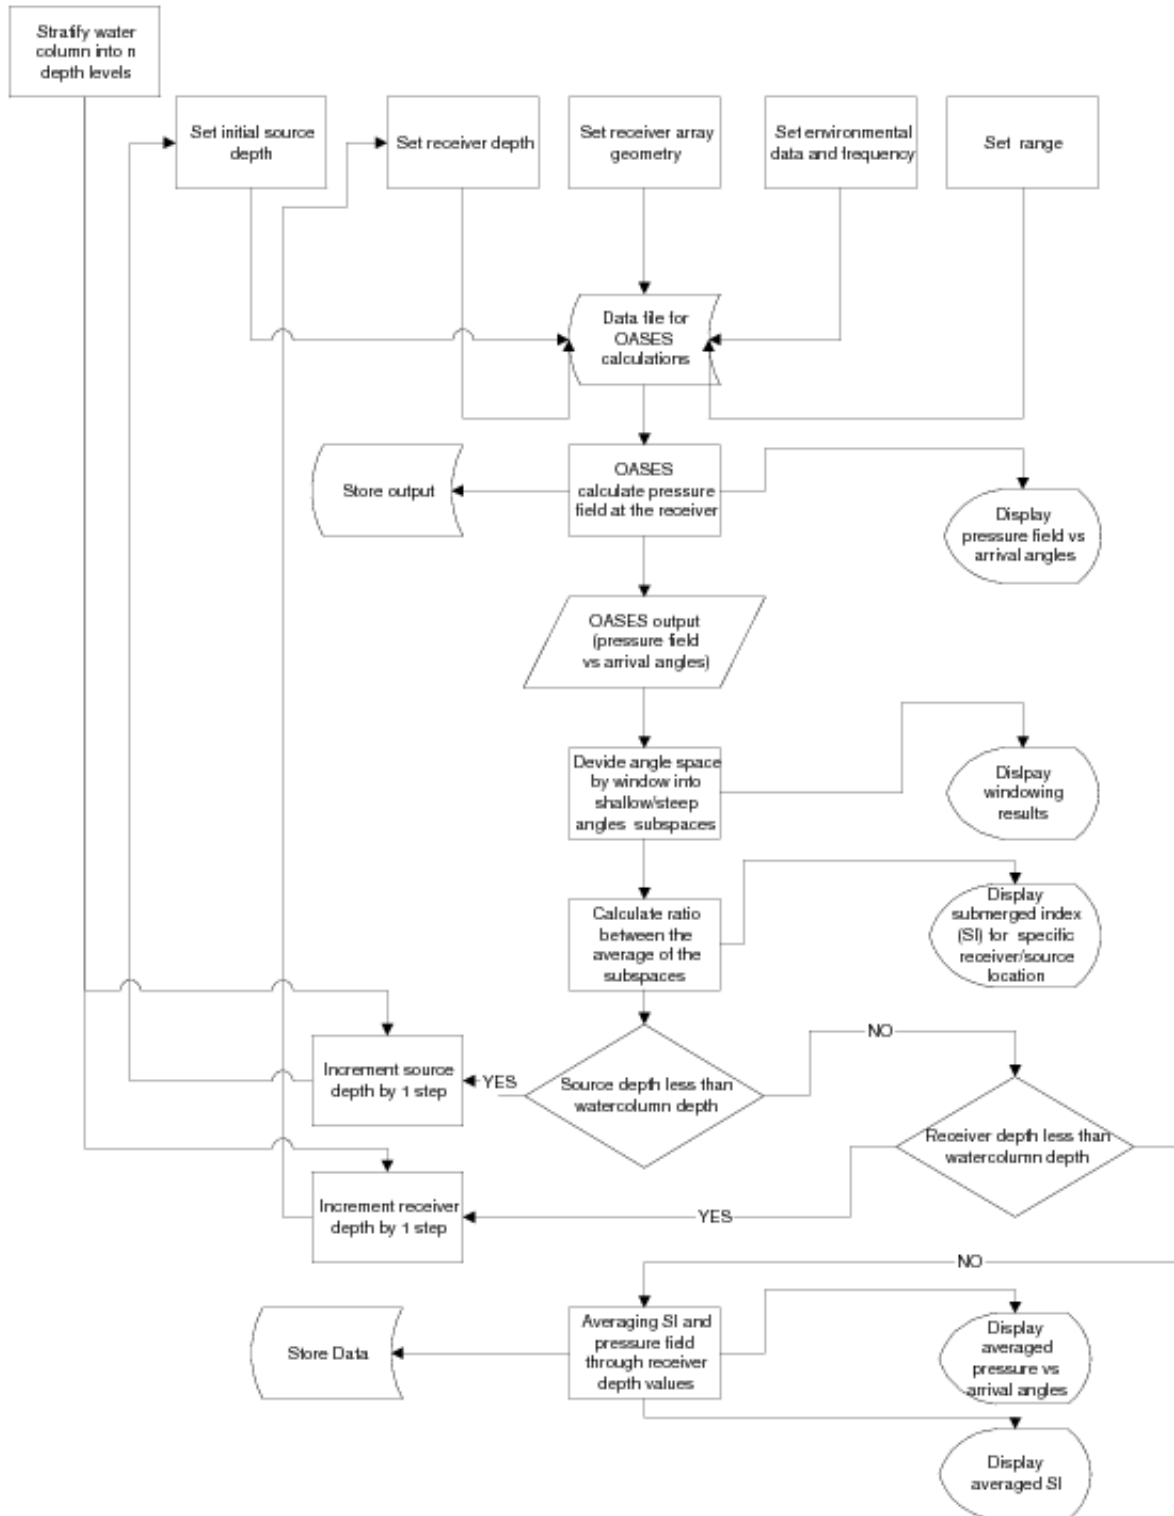 Stratify water
column into n
depth levels
Set initial source
depth
Set receiver depth
Set receiver array
geometry
Set environmental
data and frequency
Set range
Data file for
OASES
calculations
Store output
OASES
calculate pressure
field at the receiver
Display
pressure field vs
arrival angles
OASES output
(pressure field
vs arrival angles)
Devide angle space
by window into
shallow/steep
angles subspaces
Dislpay
windowing
results
Calculate ratio
between the
average of the
subspaces
Display
submerged index
(SI) for specific
receiver/source
location
NO
Increment source
depth by 1 step
YES
Source depth less than
watercolumn depth
Receiver depth less than
watercolumn depth
Increment receiver
depth by 1 step
YES
NO
Store Data
Averaging SI and
pressure field
through receiver
depth values
Display
averaged
pressure vs
arrival angles
Display
averaged SI